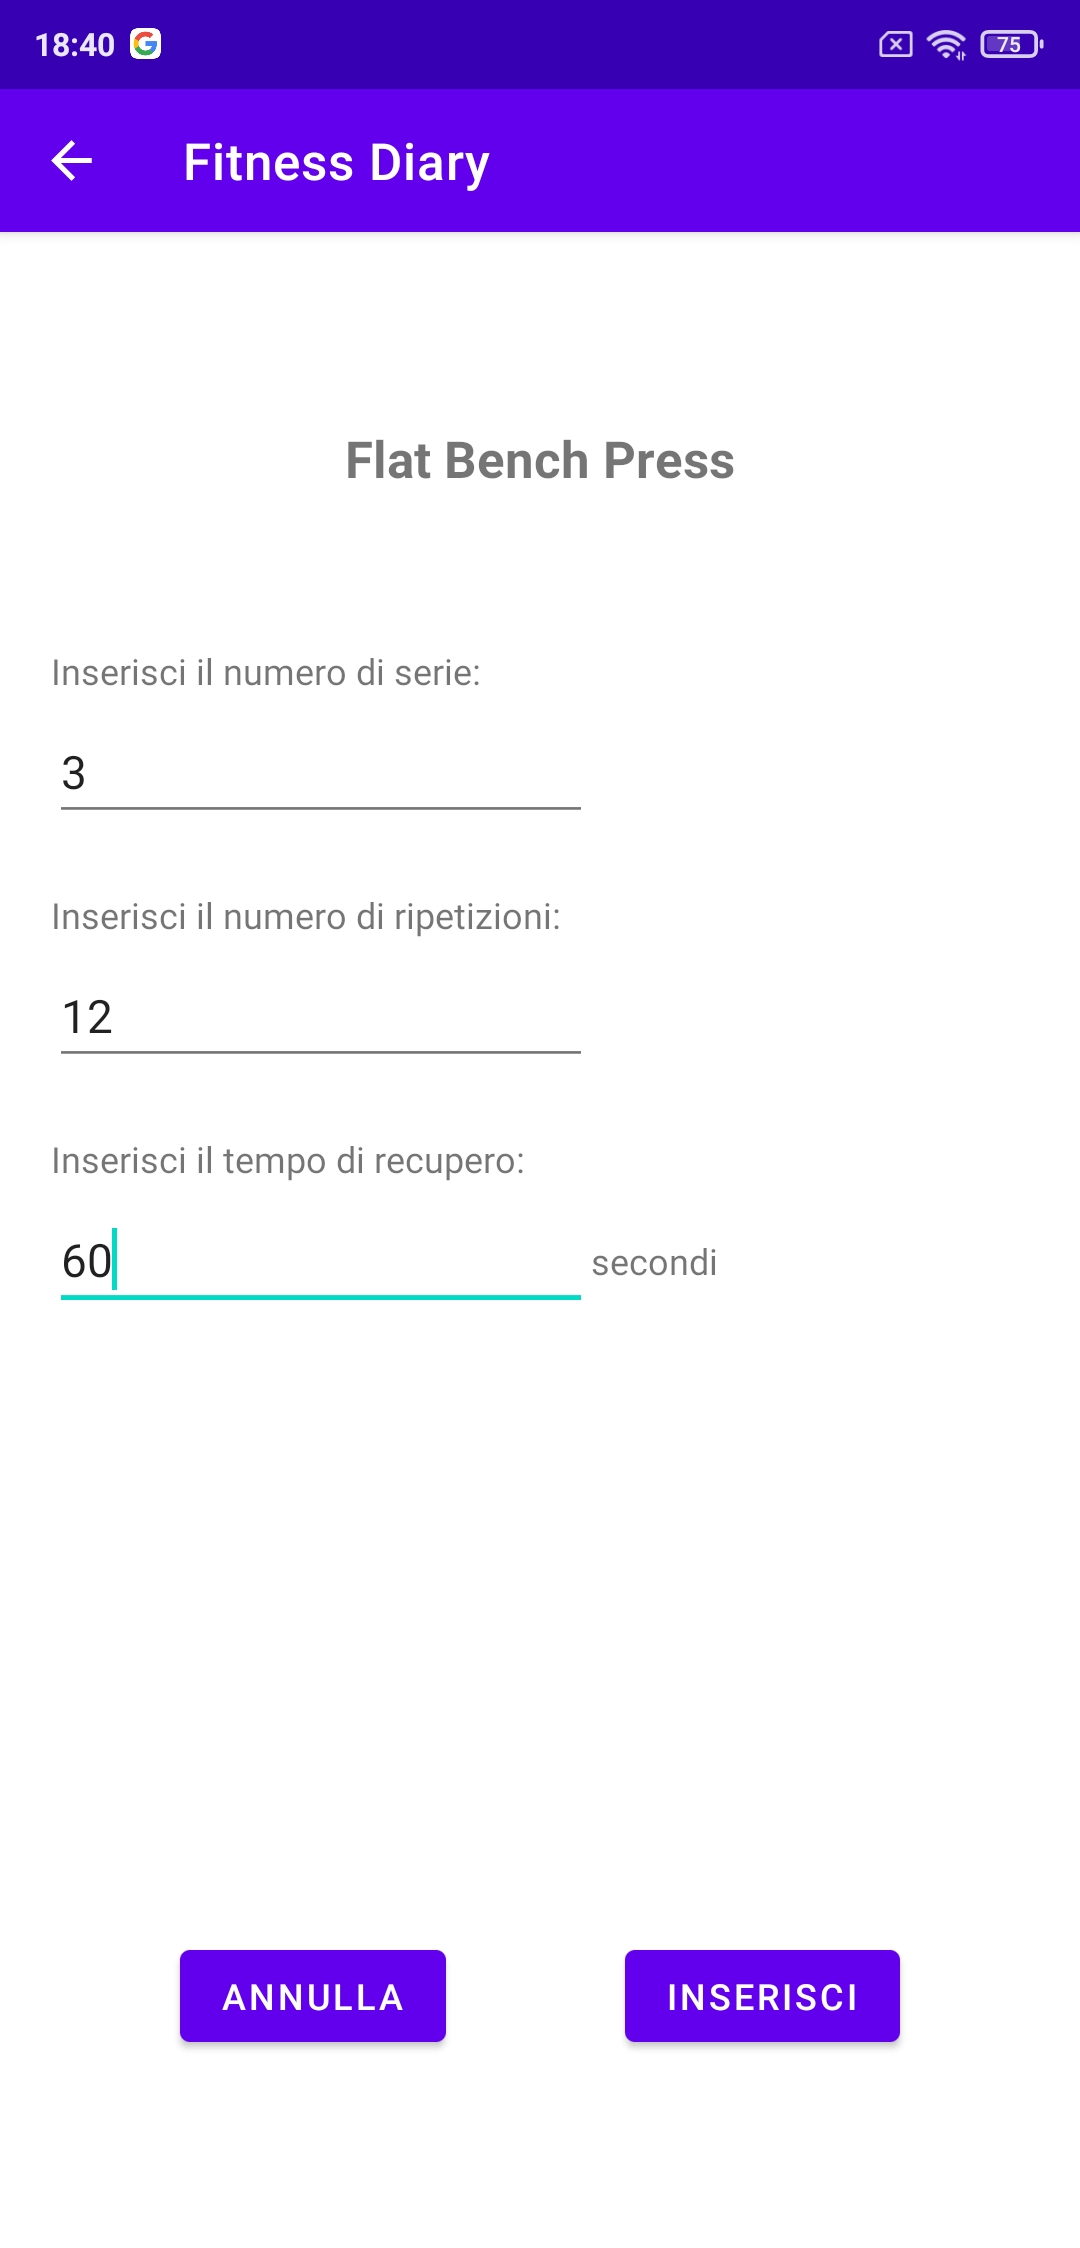 18:40
75
Fitness Diary
Flat Bench Press
Inserisci il numero di serie:
3
Inserisci il numero di ripetizioni:
12
Inserisci il tempo di recupero:
60 secondi
ANNULLA INSERISCI